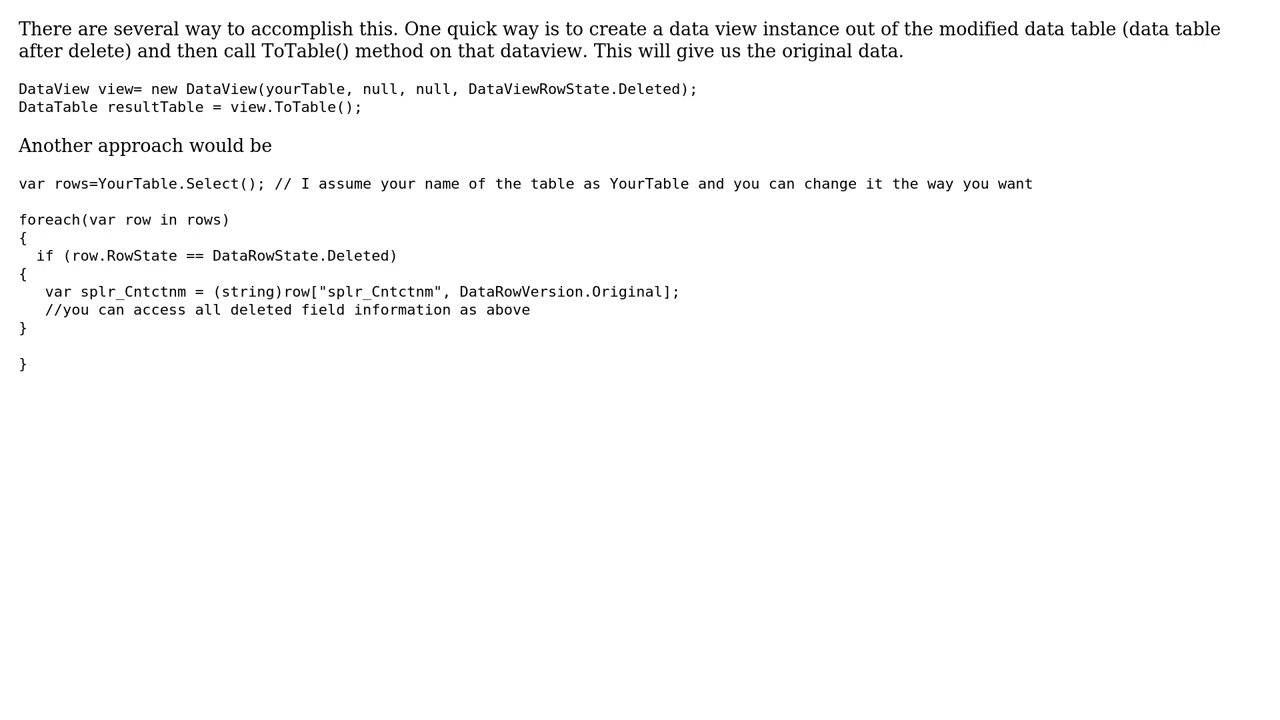 There are several way to accomplish this. One quick way is to create a data view instance out of the modified data table (data table
after delete) and then call ToTable() method on that dataview. This will give us the original data.
DataView view= new DataView(yourTable, null, null, DataViewRowState.Deleted);
DataTable resultTable = view.ToTable();
Another approach would be
var rows=YourTable.Select(); // I assume your name of the table as YourTable and you can change it the way you want
foreach(var row in rows)
{
  if (row.RowState == DataRowState.Deleted)
{
   var splr_Cntctnm = (string)row["splr_Cntctnm", DataRowVersion.Original];
   //you can access all deleted field information as above
}
}